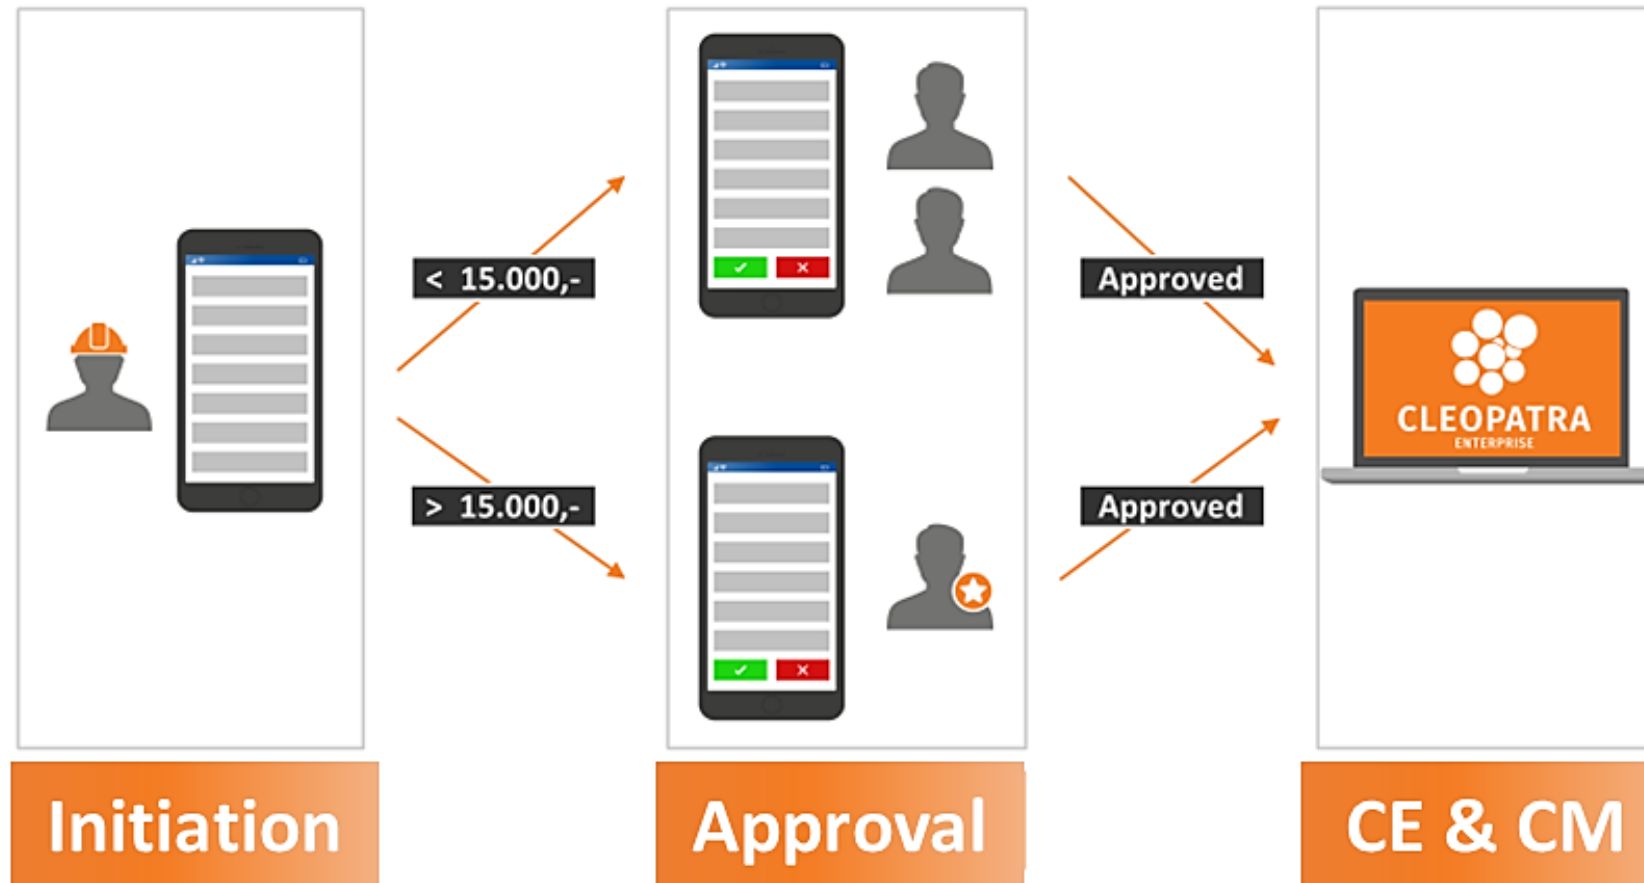 < 15.000,-
Approved
CLEOPATRA
ENTERPRISE
> 15.000,-
Approved
Initiation
Approval
CE & CM